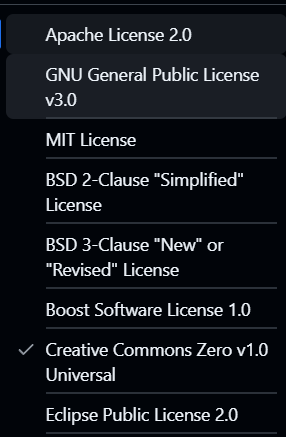 Apache License 2.0
GNU General Public License
v3.0
MIT License
BSD 2-Clause "Simplified"
License
BSD 3-Clause "New" or
"Revised" License
Boost Software License 1.0
Creative Commons Zero v1.0
Universal
Eclipse Public License 2.0